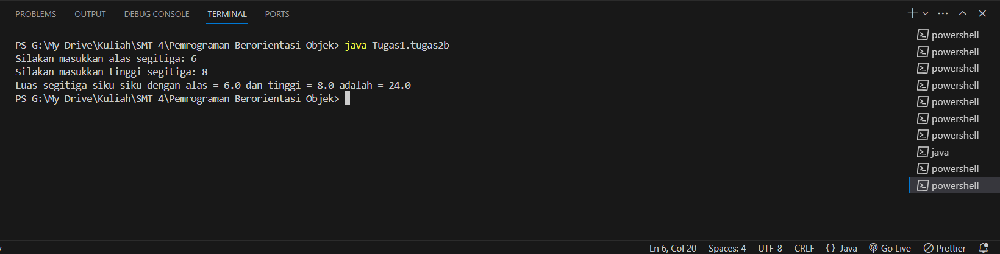 PROBLEMS OUTPUT DEBUG CONSOLE TERMINAL PORTS
PS G:\My Drive\Kuliah\SMT 4\Pemrograman Berorientasi Objek> java Tugas1.tugas2b
Silakan masukkan alas segitiga: 6
Silakan masukkan tinggi segitiga: 8
Luas segitiga siku siku dengan alas = 6.0 dan tinggi = 8.0 adalah = 24.0
PS G:\My Drive\Kuliah\SMT 4\Pemrograman Berorientasi Objek>
powershell
powershell
powershell
powershell
powershell
powershell
powershell
java
powershell
powershell
Ln 6, Col 20 Spaces: 4 UTF-8 CRLF {} Java Go Live Prettier